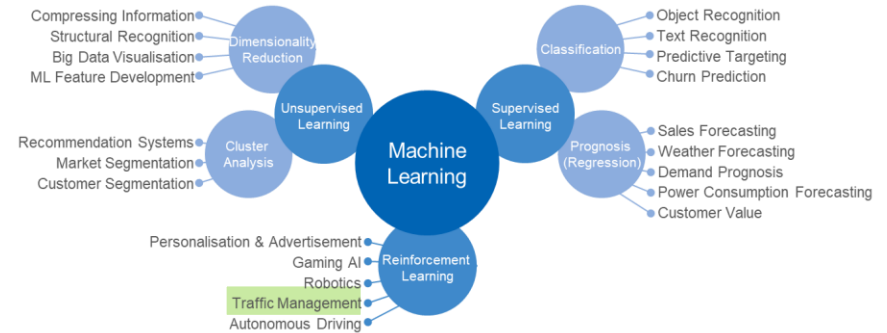 Compressing Information
Structural Recognition
Big Data Visualisation
ML Feature Development
Dimensionality
Reduction
Unsupervised
Learning
Recommendation Systems
Market Segmentation
Customer Segmentation
Cluster
Analysis
Machine
Learning
Supervised
Learning
Classification
Object Recognition
Text Recognition
Predictive Targeting
Churn Prediction
Prognosis
(Regression)
Sales Forecasting
Weather Forecasting
Demand Prognosis
Power Consumption Forecasting
Customer Value
Personalisation & Advertisement
Gaming AI
Robotics
Traffic Management
Autonomous Driving
Reinforcement
Learning